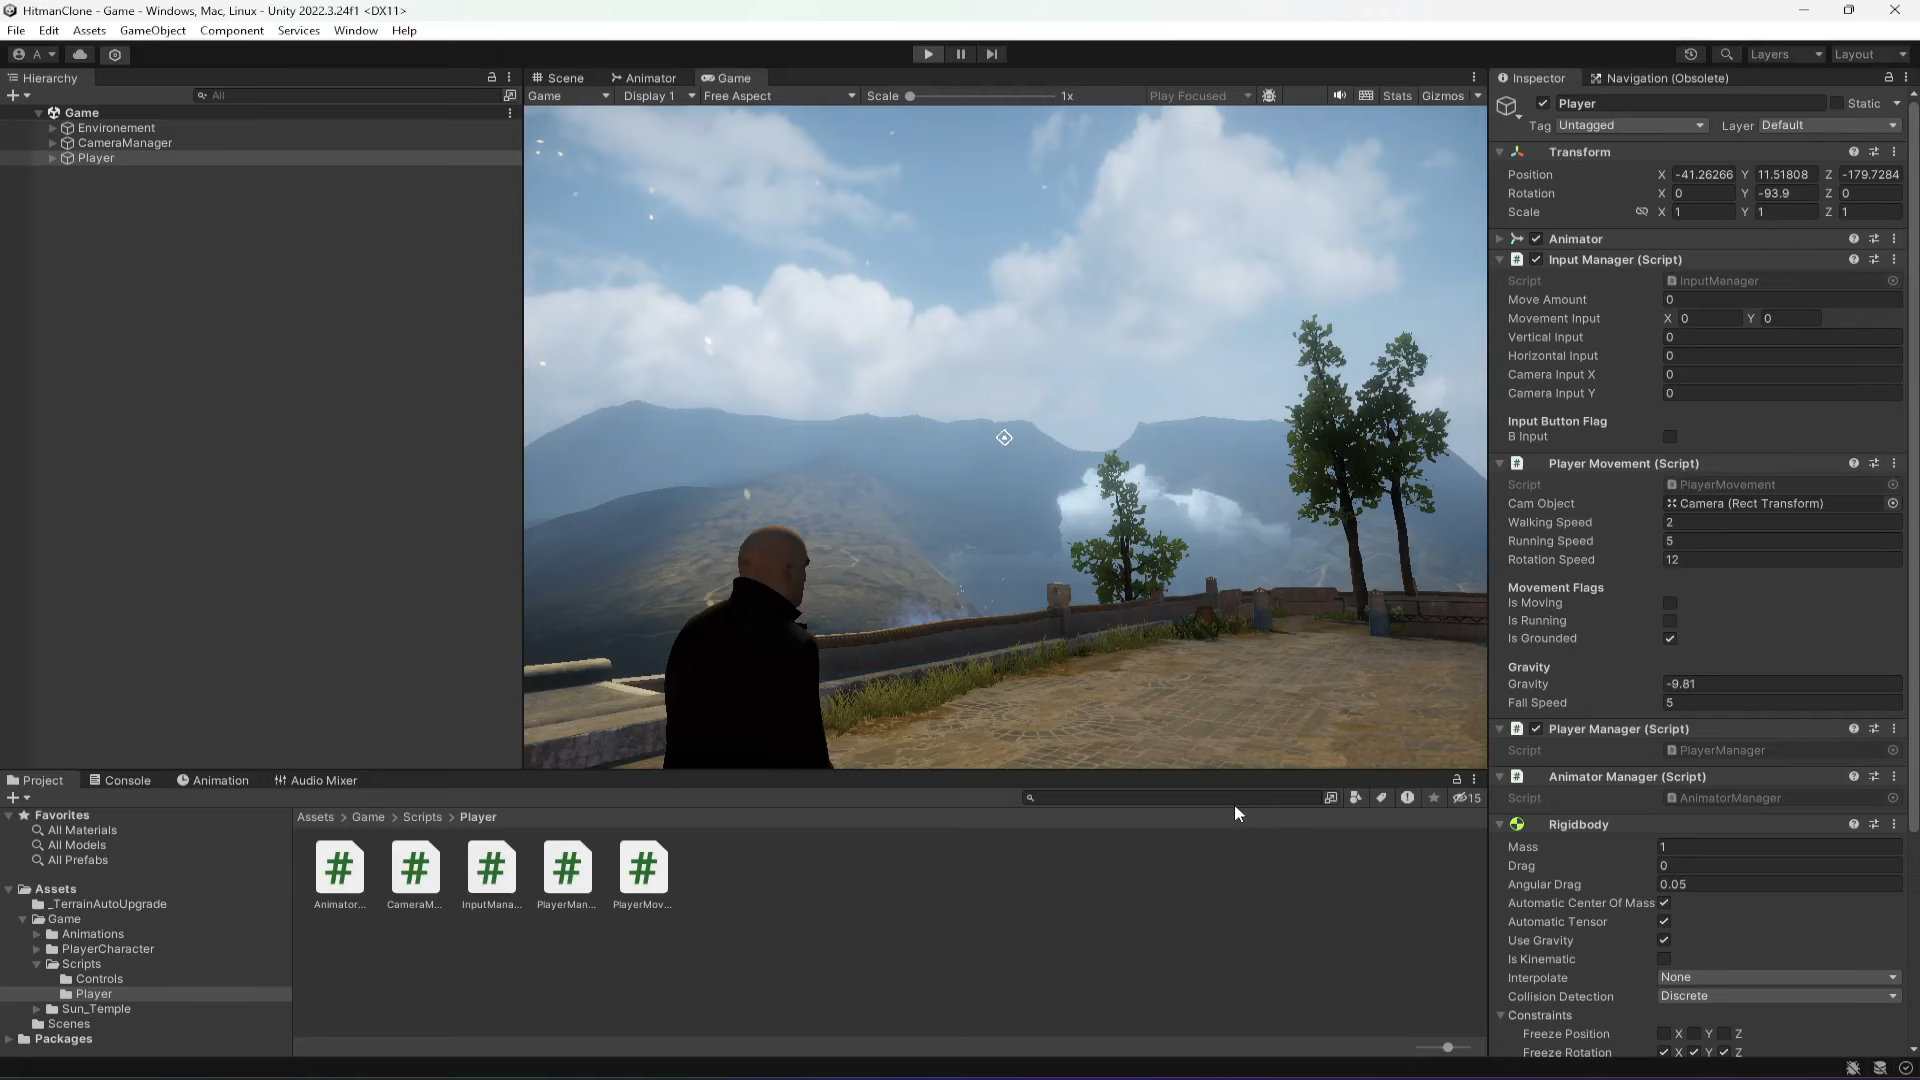 HitmanClone - Game - Windows, Mac, Linux - Unity 2022.3.24f1 <DX11>
File Edit Assets GameObject Component Services Window Help
A Layers Layout
Hierarchy
All
Game
Environement
CameraManager
Player
Scene Animator Game
Game Display 1 Free Aspect Scale 1x Play Focused Stats Gizmos
Inspector Navigation (Obsolete)
Player Static
Tag Untagged Layer Default
Transform
Position X -41.26266 Y 11.51808 Z -179.7284
Rotation X 0 Y -93.9 Z 0
Scale X 1 Y 1 Z 1
Animator
# Input Manager (Script)
Script InputManager
Move Amount 0
Movement Input X 0 Y 0
Vertical Input 0
Horizontal Input 0
Camera Input X 0
Camera Input Y 0
Input Button Flag
B Input
# Player Movement (Script)
Script PlayerMovement
Cam Object Camera (Rect Transform)
Walking Speed 2
Running Speed 5
Rotation Speed 12
Movement Flags
Is Moving
Is Running
Is Grounded
Gravity
Gravity -9.81
Fall Speed 5
# Player Manager (Script)
Script PlayerManager
# Animator Manager (Script)
Script AnimatorManager
Rigidbody
Mass 1
Drag 0
Angular Drag 0.05
Automatic Center Of Mass
Automatic Tensor
Use Gravity
Is Kinematic
Interpolate None
Collision Detection Discrete
Constraints
Freeze Position X Y Z
Freeze Rotation X Y Z
Project Console Animation Audio Mixer
15
Favorites
All Materials
All Models
All Prefabs
Assets
_TerrainAutoUpgrade
Game
Animations
PlayerCharacter
Scripts
Controls
Player
Sun_Temple
Scenes
Packages
Assets > Game > Scripts > Player
# # # # #
Animator... CameraM... InputMana... PlayerMan... PlayerMov...